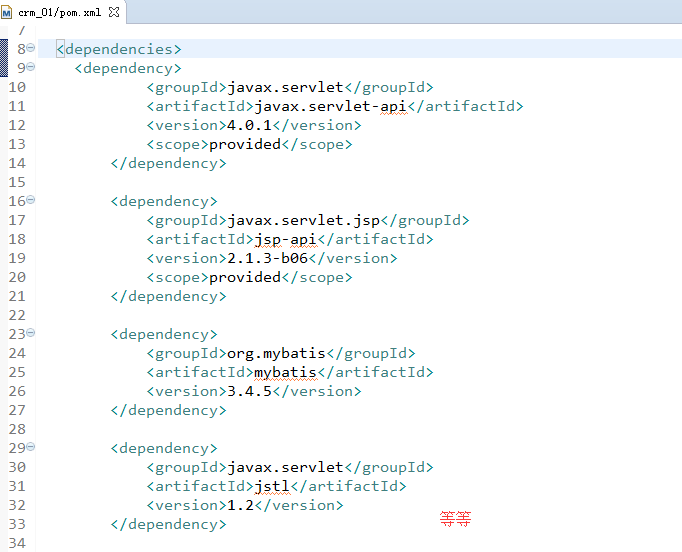 crm_01/pom.xml
7
8 <dependencies>
9 <dependency>
10 <groupId>javax.servlet</groupId>
11 <artifactId>javax.servlet-api</artifactId>
12 <version>4.0.1</version>
13 <scope>provided</scope>
14 </dependency>
15
16 <dependency>
17 <groupId>javax.servlet.jsp</groupId>
18 <artifactId>jsp-api</artifactId>
19 <version>2.1.3-b06</version>
20 <scope>provided</scope>
21 </dependency>
22
23 <dependency>
24 <groupId>org.mybatis</groupId>
25 <artifactId>mybatis</artifactId>
26 <version>3.4.5</version>
27 </dependency>
28
29 <dependency>
30 <groupId>javax.servlet</groupId>
31 <artifactId>jstl</artifactId>
32 <version>1.2</version>
33 </dependency> 等等
34